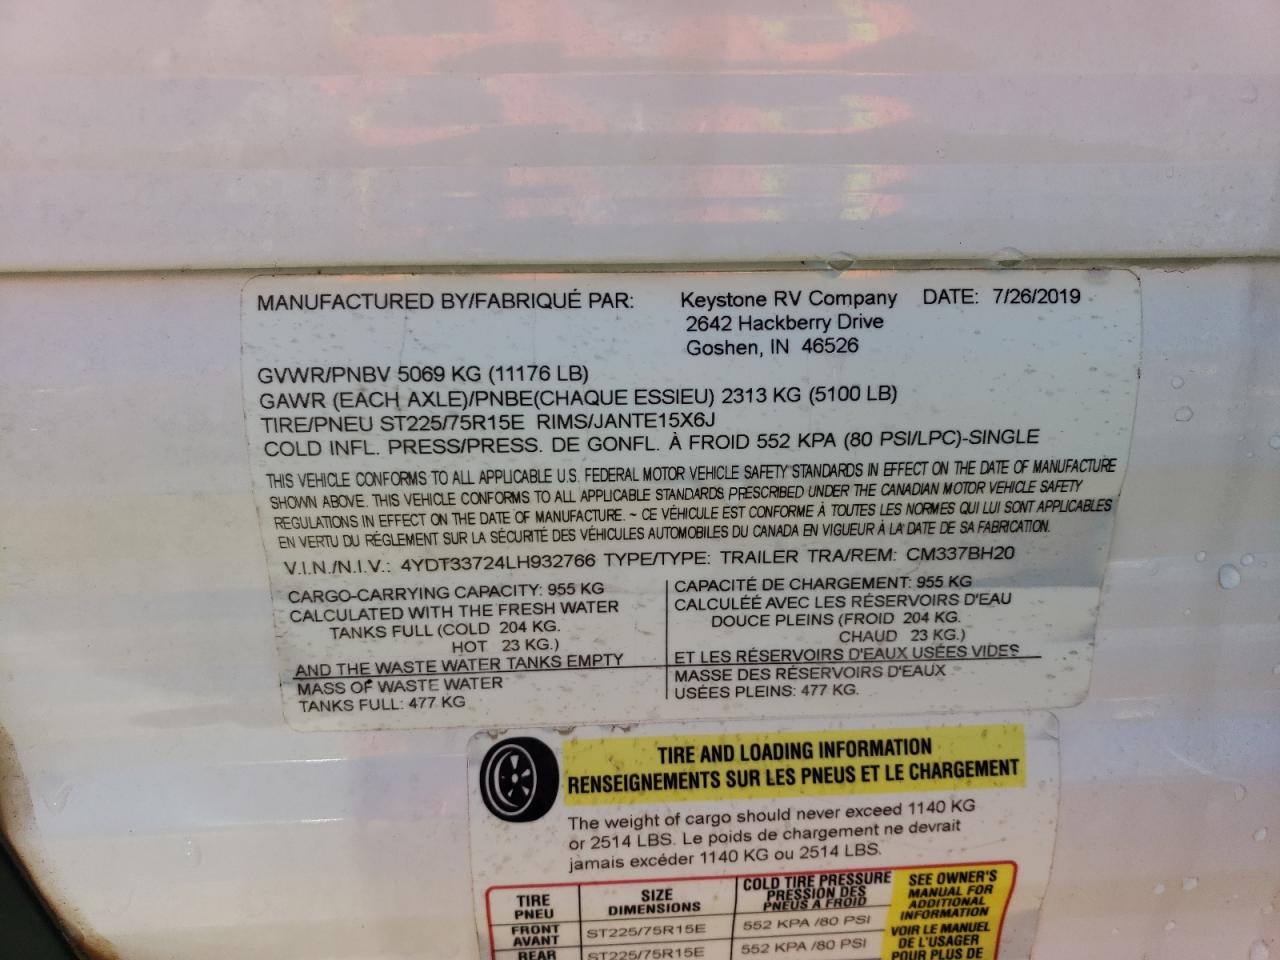 MANUFACTURED BY/FABRIQUÉ PAR: Keystone RV Company DATE: 7/26/2019
2642 Hackberry Drive
Goshen, IN 46526
GVWR/PNBV 5069 KG (11176 LB)
GAWR (EACH AXLE)/PNBE(CHAQUE ESSIEU) 2313 KG (5100 LB)
TIRE/PNEU ST225/75R15E RIMS/JANTE15X6J
COLD INFL. PRESS/PRESS. DE GONFL. À FROID 552 KPA (80 PSI/LPC)-SINGLE
THIS VEHICLE CONFORMS TO ALL APPLICABLE U.S. FEDERAL MOTOR VEHICLE SAFETY STANDARDS IN EFFECT ON THE DATE OF MANUFACTURE
SHOWN ABOVE. THIS VEHICLE CONFORMS TO ALL APPLICABLE STANDARDS PRESCRIBED UNDER THE CANADIAN MOTOR VEHICLE SAFETY
REGULATIONS IN EFFECT ON THE DATE OF MANUFACTURE. ~ CE VÉHICULE EST CONFORME À TOUTES LES NORMES QUI LUI SONT APPLICABLES
EN VERTU DU RÈGLEMENT SUR LA SÉCURITÉ DES VÉHICULES AUTOMOBILES DU CANADA EN VIGUEUR À LA DATE DE SA FABRICATION.
V.I.N./N.I.V.: 4YDT33724LH932766 TYPE/TYPE: TRAILER TRA/REM: CM337BH20
CARGO-CARRYING CAPACITY: 955 KG
CALCULATED WITH THE FRESH WATER
TANKS FULL (COLD 204 KG.
HOT 23 KG.)
AND THE WASTE WATER TANKS EMPTY
MASS OF WASTE WATER
TANKS FULL: 477 KG
CAPACITÉ DE CHARGEMENT: 955 KG
CALCULÉE AVEC LES RÉSERVOIRS D'EAU
DOUCE PLEINS (FROID 204 KG.
CHAUD 23 KG.)
ET LES RÉSERVOIRS D'EAUX USÉES VIDES
MASSE DES RÉSERVOIRS D'EAUX
USÉES PLEINS: 477 KG.
TIRE AND LOADING INFORMATION
RENSEIGNEMENTS SUR LES PNEUS ET LE CHARGEMENT
The weight of cargo should never exceed 1140 KG
or 2514 LBS. Le poids de chargement ne devrait
jamais excéder 1140 KG ou 2514 LBS.
TIRE
PNEU
SIZE
DIMENSIONS
COLD TIRE PRESSURE
PRESSION DES
PNEUS A FROID
FRONT
AVANT
ST225/75R15E
552 KPA /80 PSI
REAR
ST225/75R15E
552 KPA /80 PSI
SEE OWNER'S
MANUAL FOR
ADDITIONAL
INFORMATION
VOIR LE MANUEL
DE L'USAGER
POUR PLUS DE